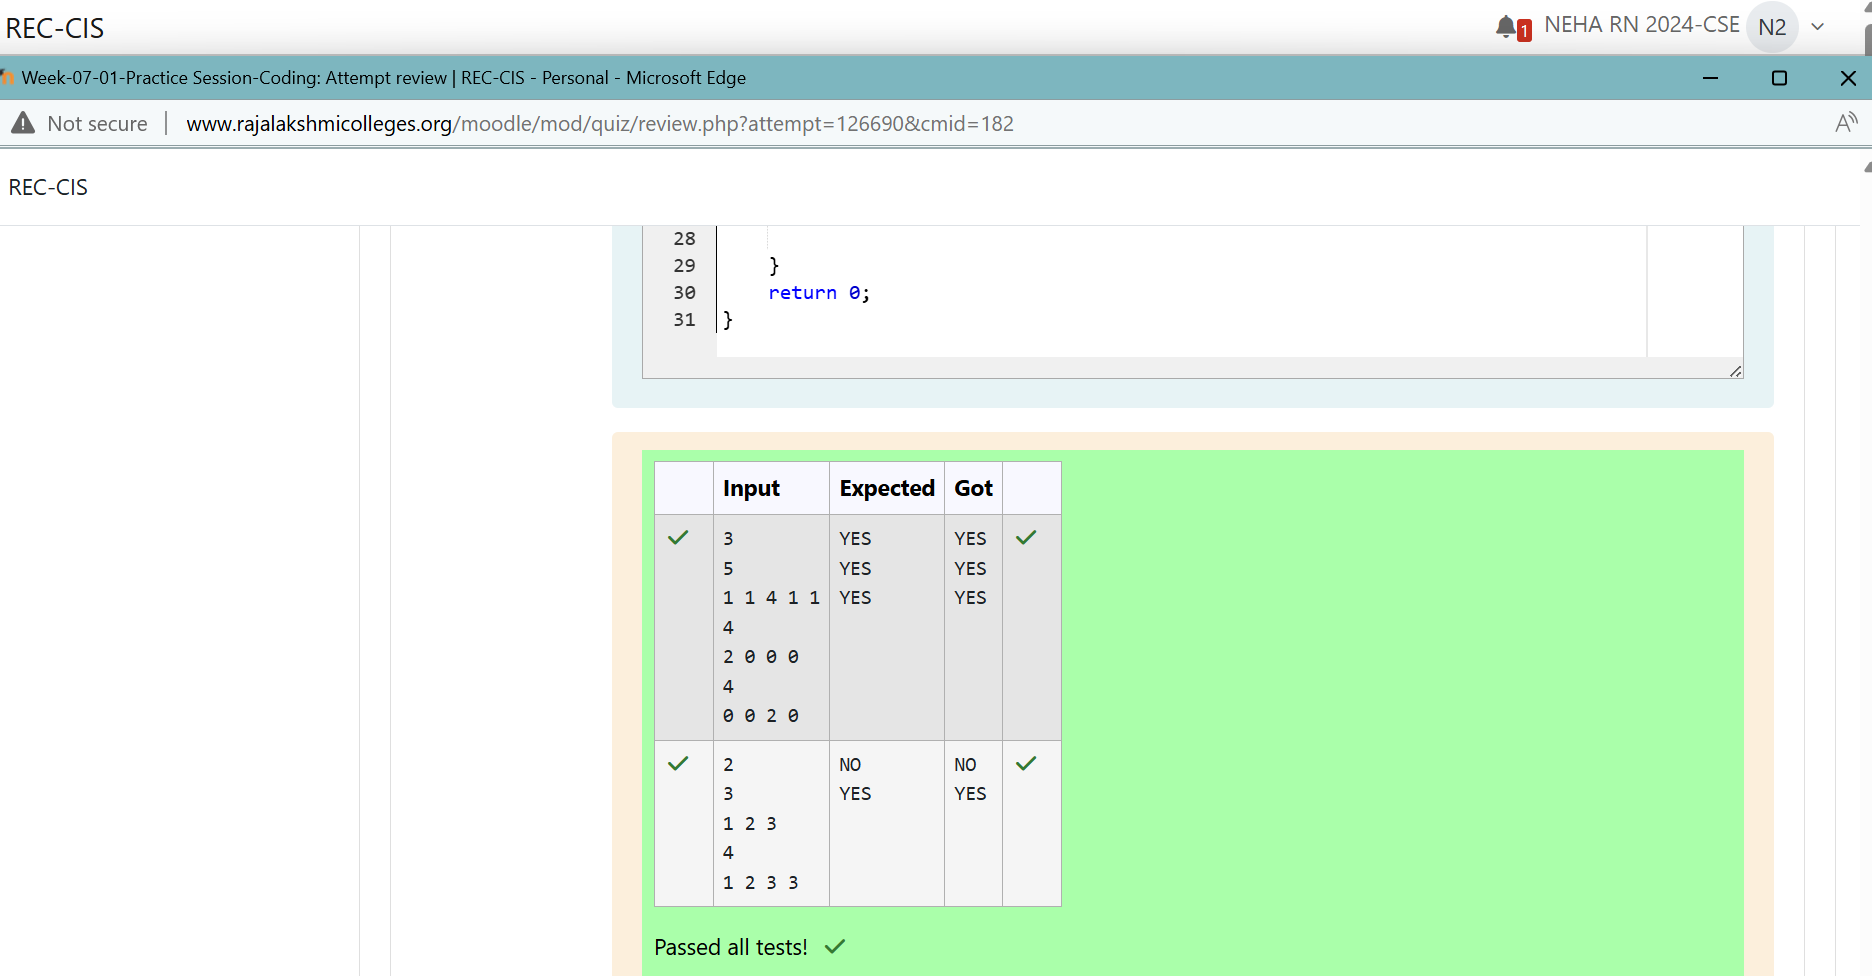 REC-CIS
1 NEHA RN 2024-CSE N2
Week-07-01-Practice Session-Coding: Attempt review | REC-CIS - Personal - Microsoft Edge
Not secure www.rajalakshmicolleges.org/moodle/mod/quiz/review.php?attempt=126690&cmid=182
REC-CIS
28
29 }
30 return 0;
31 }
Input Expected Got
3 YES YES
5 YES YES
1 1 4 1 1 YES YES
4
2 0 0 0
4
0 0 2 0
2 NO NO
3 YES YES
1 2 3
4
1 2 3 3
Passed all tests!